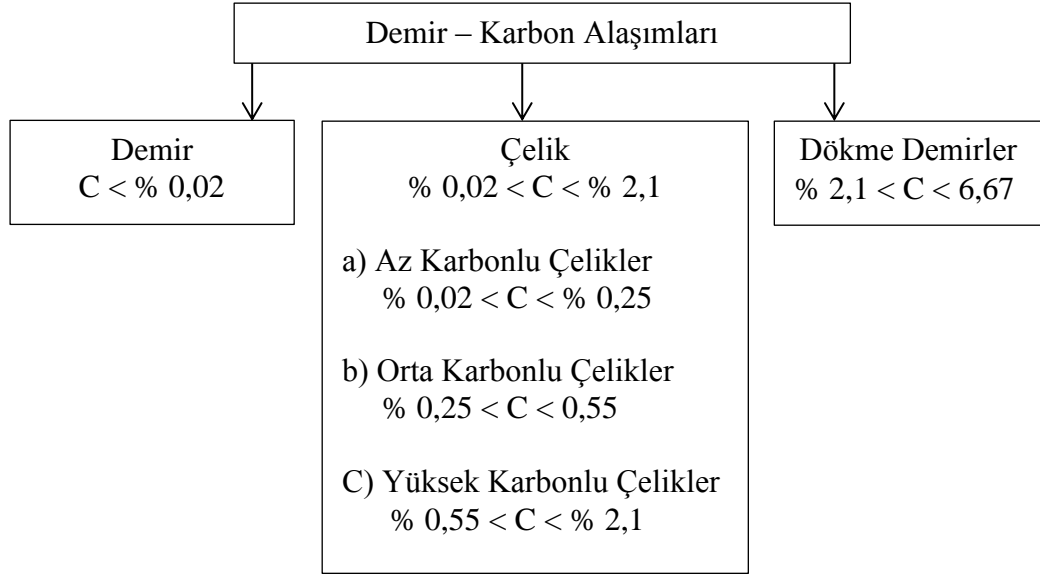 Demir – Karbon Alaşımları
Demir
C < % 0,02
Çelik
% 0,02 < C < % 2,1
a) Az Karbonlu Çelikler
% 0,02 < C < % 0,25
b) Orta Karbonlu Çelikler
% 0,25 < C < 0,55
C) Yüksek Karbonlu Çelikler
% 0,55 < C < % 2,1
Dökme Demirler
% 2,1 < C < 6,67